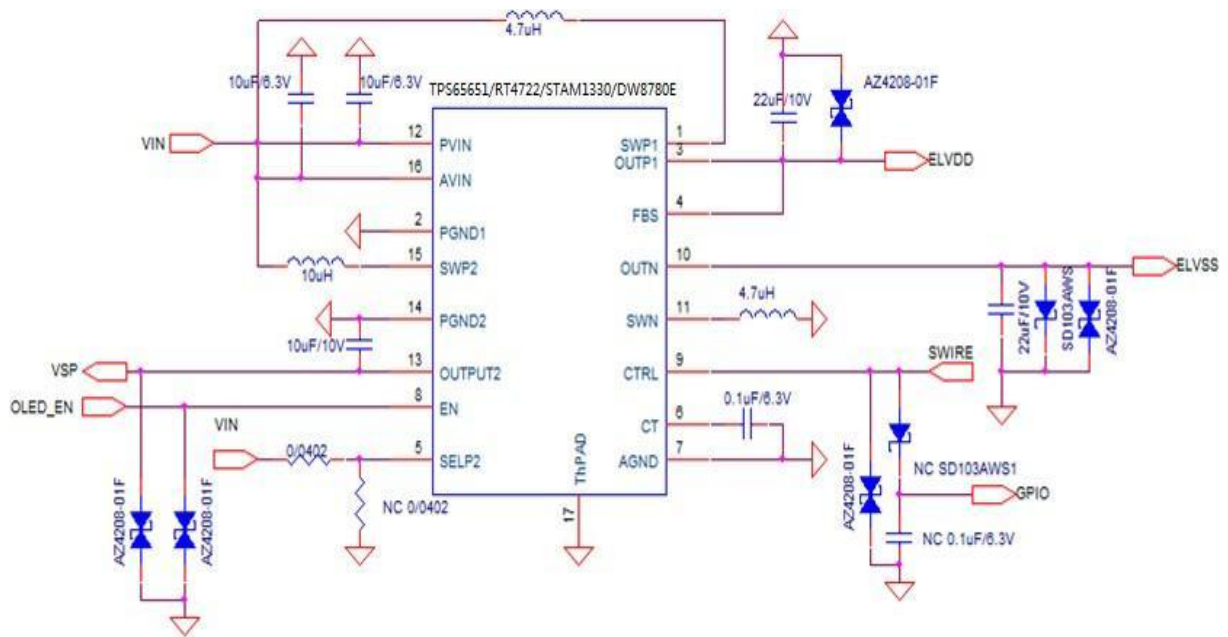 4.7uH
10uF/6.3V
10uF/6.3V
TPS65651/RT4722/STAM1330/DW8780E
22uF/10V
AZ4208-01F
VIN
12
PVIN
1
SWP1
3
OUTP1
ELVDD
16
AVIN
4
FBS
2
PGND1
15
SWP2
10uH
10
OUTN
ELVSS
4.7uH
11
SWN
14
PGND2
10uF/10V
22uF/10V
SD103AWS
AZ4208-01F
VSP
13
OUTPUT2
9
CTRL
SWIRE
OLED_EN
8
EN
0.1uF/6.3V
6
CT
VIN
0/0402
5
SELP2
7
AGND
NC 0/0402
ThPAD
17
AZ4208-01F
AZ4208-01F
AZ4208-01F
NC SD103AWS1
GPIO
NC 0.1uF/6.3V